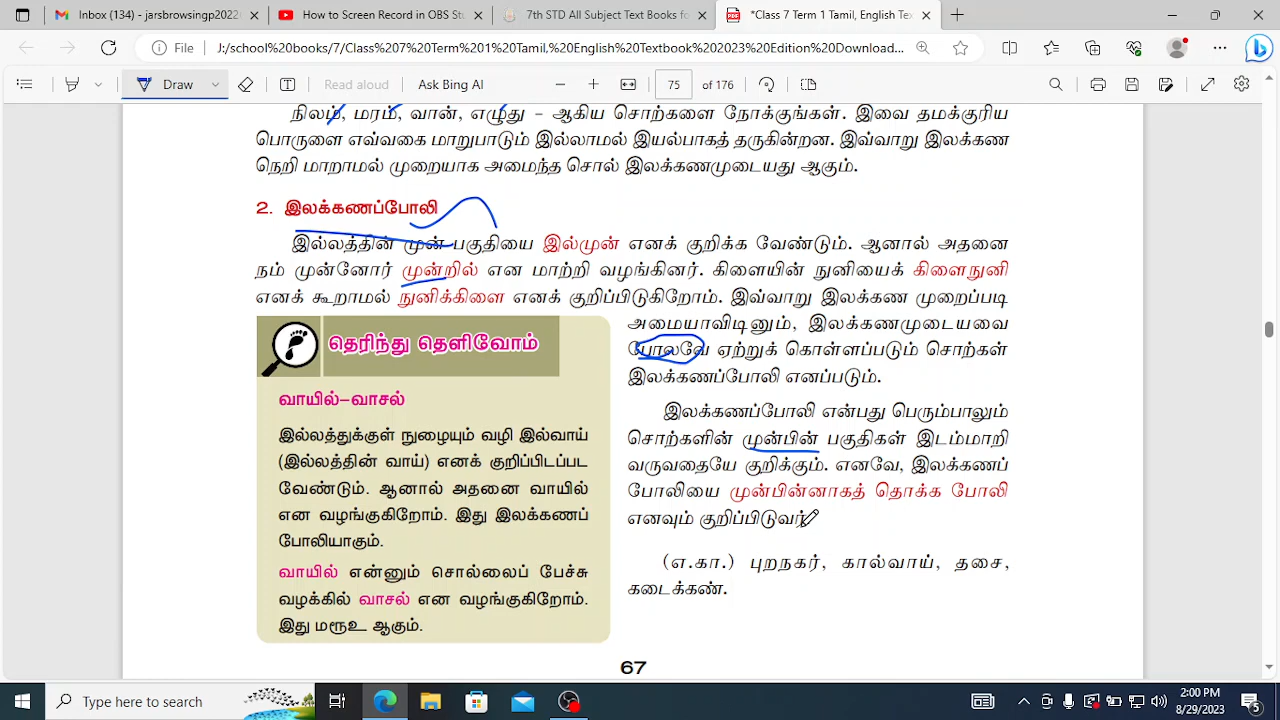 Inbox (134) - jrsbrowsingp2022
How to Screen Record in OBS Stu
7th STD All Subject Text Books fo
*Class 7 Term 1 Tamil, English Tex
File
J:/school%20books/7/Class%207%20Term%201%20Tamil,%20English%20Textbook%202023%20Edition%20Download...
Draw
Read aloud
Ask Bing AI
75
of 176
நிலம், மரம், வான், எழுது – ஆகிய சொற்களை நோக்குங்கள். இவை தமக்குரிய
பொருளை எவ்வகை மாறுபாடும் இல்லாமல் இயல்பாகத் தருகின்றன. இவ்வாறு இலக்கண
நெறி மாறாமல் முறையாக அமைந்த சொல் இலக்கணமுடையது ஆகும்.
2. இலக்கணப்போலி
இல்லத்தின் முன் பகுதியை இல்முன் எனக் குறிக்க வேண்டும். ஆனால் அதனை
நம் முன்னோர் முன்றில் என மாற்றி வழங்கினர். கிளையின் நுனியைக் கிளைநுனி
எனக் கூறாமல் நுனிக்கிளை எனக் குறிப்பிடுகிறோம். இவ்வாறு இலக்கண முறைப்படி
அமையாவிடினும், இலக்கணமுடையவை
போலவே ஏற்றுக் கொள்ளப்படும் சொற்கள்
இலக்கணப்போலி எனப்படும்.
இலக்கணப்போலி என்பது பெரும்பாலும்
சொற்களின் முன்பின் பகுதிகள் இடம்மாறி
வருவதையே குறிக்கும். எனவே, இலக்கணப்
போலியை முன்பின்னாகத் தொக்க போலி
எனவும் குறிப்பிடுவர்
(எ.கா.) புறநகர், கால்வாய், தசை,
கடைக்கண்.
தெரிந்து தெளிவோம்
வாயில்–வாசல்
இல்லத்துக்குள் நுழையும் வழி இல்வாய்
(இல்லத்தின் வாய்) எனக் குறிப்பிடப்பட
வேண்டும். ஆனால் அதனை வாயில்
என வழங்குகிறோம். இது இலக்கணப்
போலியாகும்.
வாயில் என்னும் சொல்லைப் பேச்சு
வழக்கில் வாசல் என வழங்குகிறோம்.
இது மரூஉ ஆகும்.
67
Type here to search
2:00 PM
8/29/2023
5